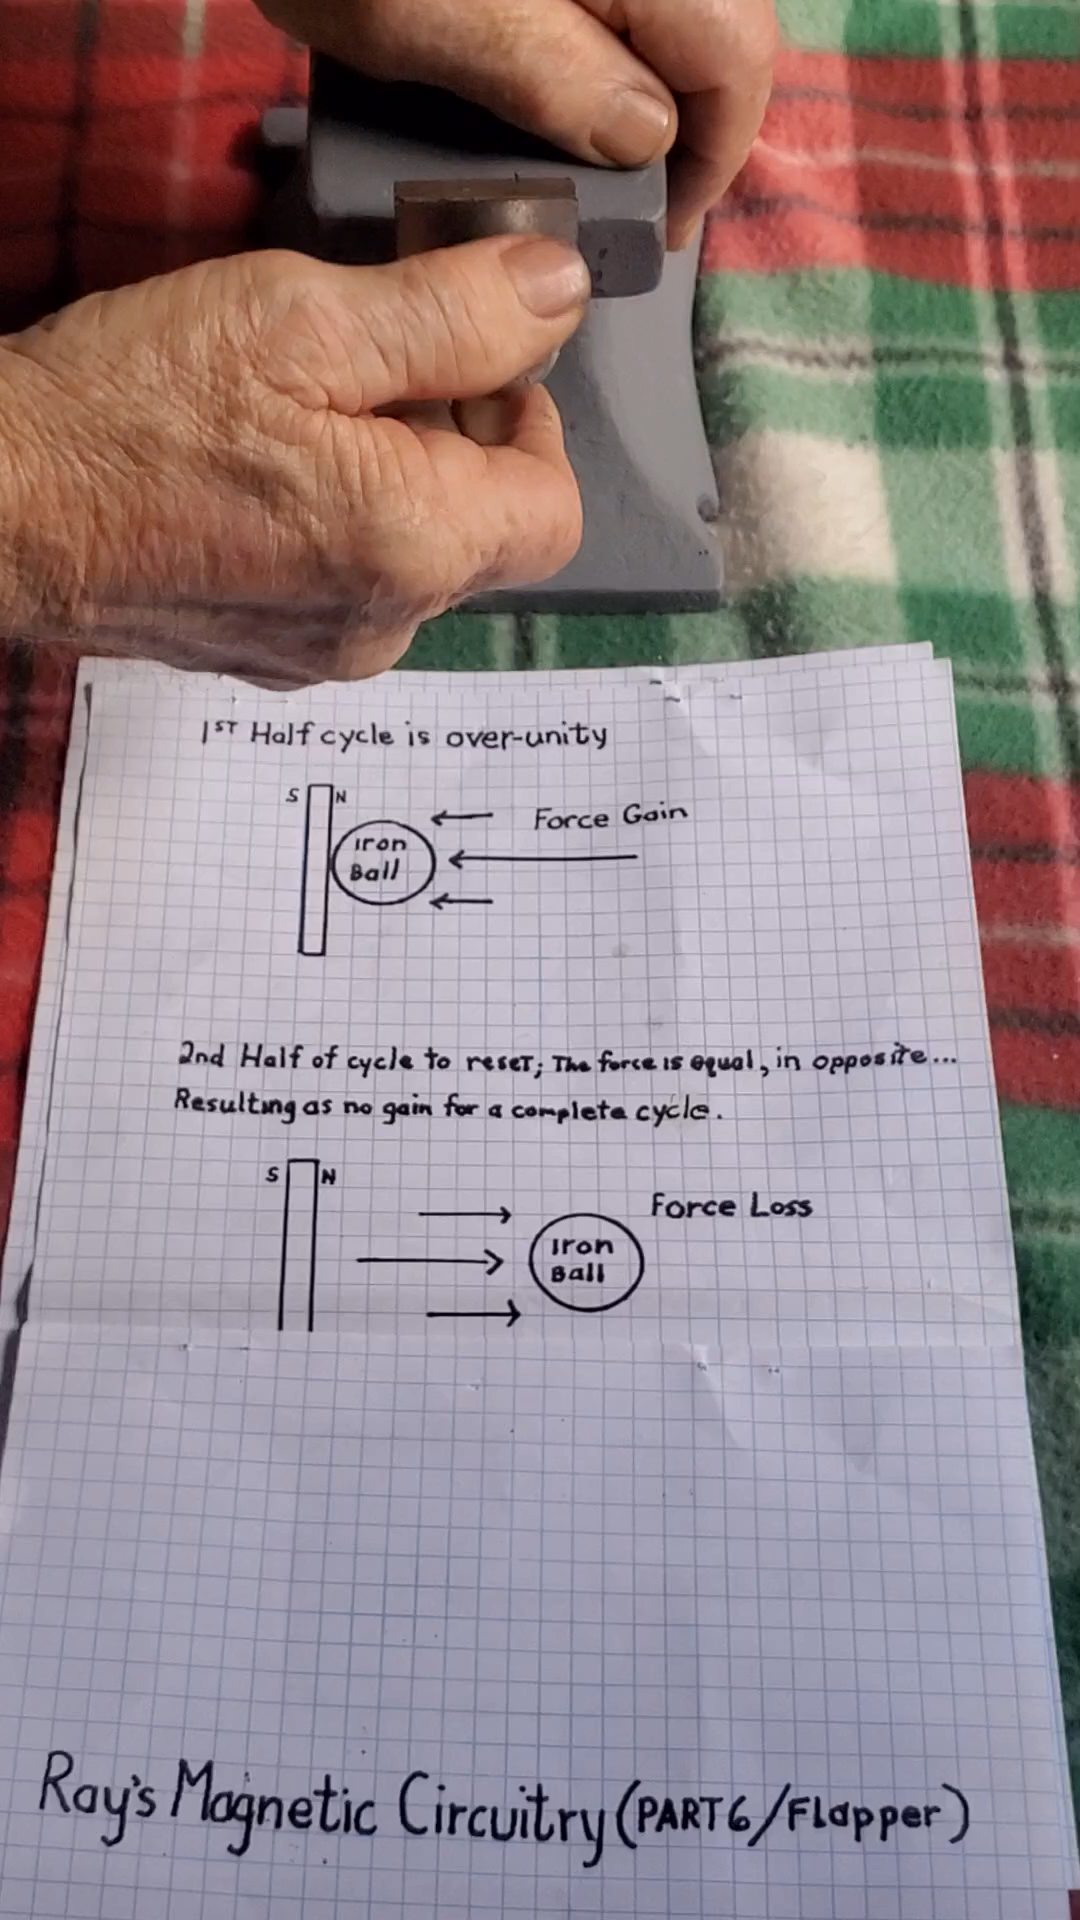 1ST Half cycle is over-unity
S N
Force Gain
Iron
Ball
2nd Half of cycle to reset; The force is equal, in opposite...
Resulting as no gain for a complete cycle.
S N
Force Loss
Iron
Ball
Ray's Magnetic Circuitry (PART 6/Flapper)